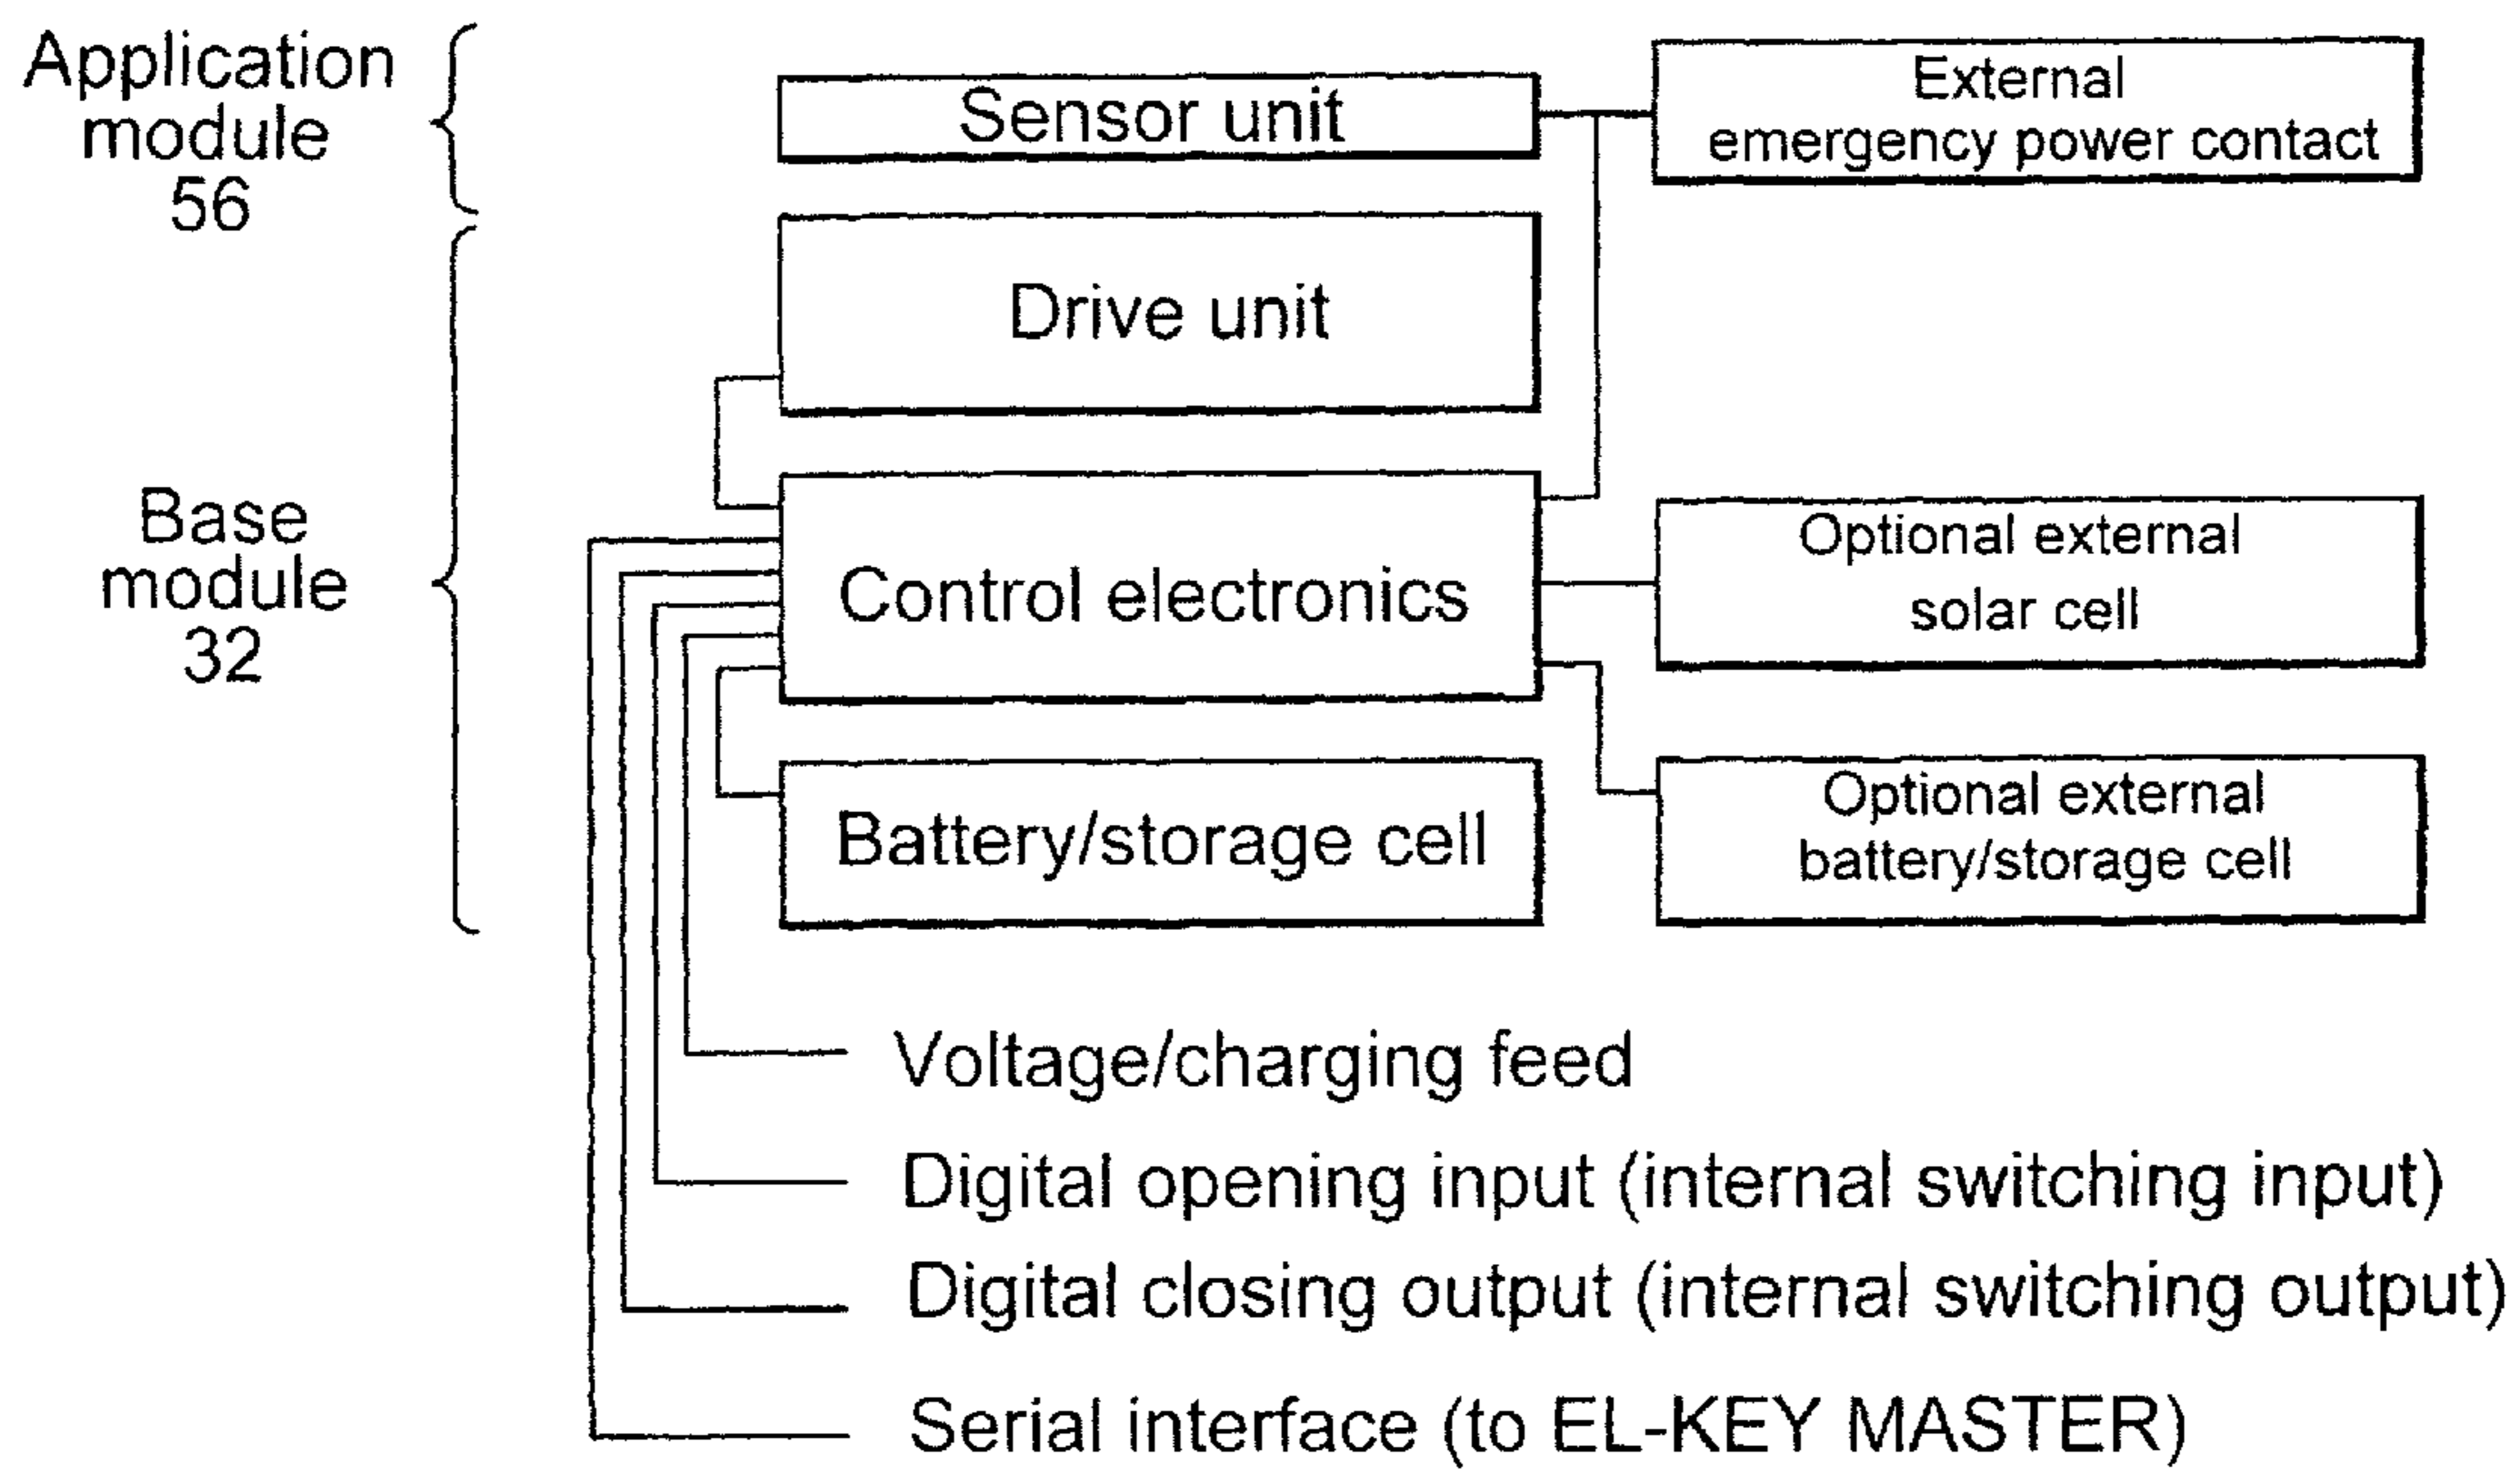 Application
module
56
Sensor unit
External
emergency power contact
Drive unit
Base
module
32
Control electronics
Optional external
solar cell
Battery/storage cell
Optional external
battery/storage cell
Voltage/charging feed
Digital opening input (internal switching input)
Digital closing output (internal switching output)
Serial interface (to EL-KEY MASTER)